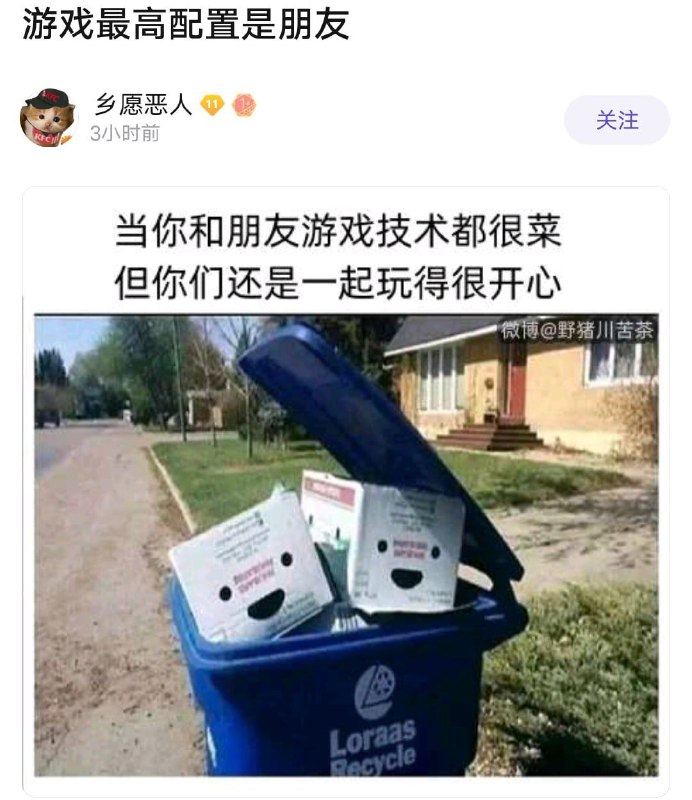 游戏最高配置是朋友
乡愿恶人
11
3小时前
关注
KFC
当你和朋友游戏技术都很菜
但你们还是一起玩得很开心
微博@野猪川苦茶
Loraas
Recycle